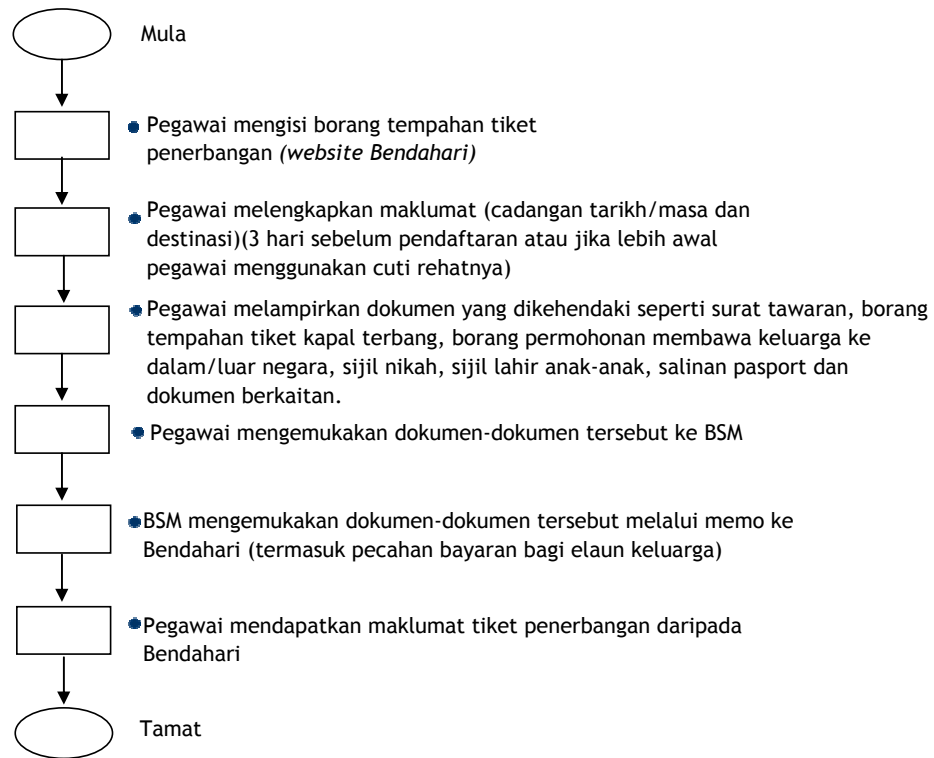 Mula
Pegawai mengisi borang tempahan tiket
penerbangan (website Bendahari)
Pegawai melengkapkan maklumat (cadangan tarikh/masa dan
destinasi)(3 hari sebelum pendaftaran atau jika lebih awal
pegawai menggunakan cuti rehatnya)
Pegawai melampirkan dokumen yang dikehendaki seperti surat tawaran, borang
tempahan tiket kapal terbang, borang permohonan membawa keluarga ke
dalam/luar negara, sijil nikah, sijil lahir anak-anak, salinan pasport dan
dokumen berkaitan.
Pegawai mengemukakan dokumen-dokumen tersebut ke BSM
BSM mengemukakan dokumen-dokumen tersebut melalui memo ke
Bendahari (termasuk pecahan bayaran bagi elaun keluarga)
Pegawai mendapatkan maklumat tiket penerbangan daripada
Bendahari
Tamat